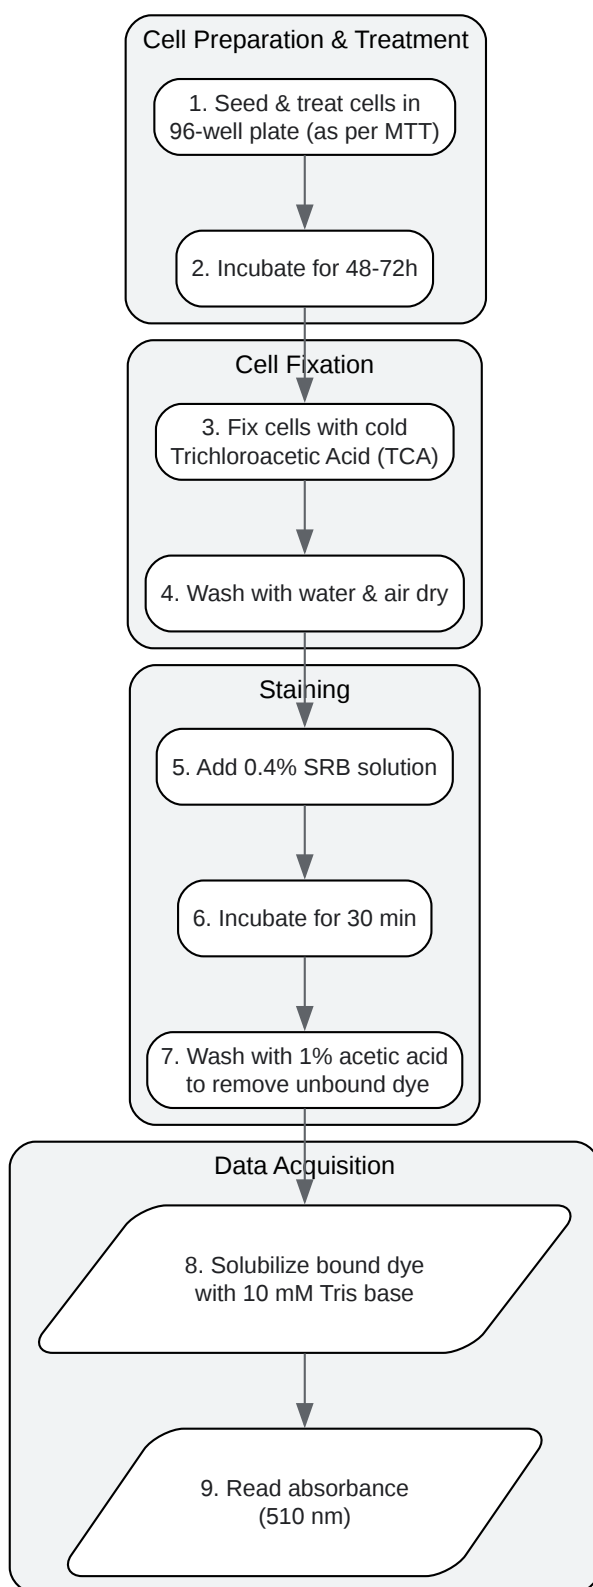 Cell Preparation & Treatment
1. Seed & treat cells in
96-well plate (as per MTT)
2. Incubate for 48-72h
Cell Fixation
3. Fix cells with cold
Trichloroacetic Acid (TCA)
4. Wash with water & air dry
Staining
5. Add 0.4% SRB solution
6. Incubate for 30 min
7. Wash with 1% acetic acid
to remove unbound dye
Data Acquisition
8. Solubilize bound dye
with 10 mM Tris base
9. Read absorbance
(510 nm)